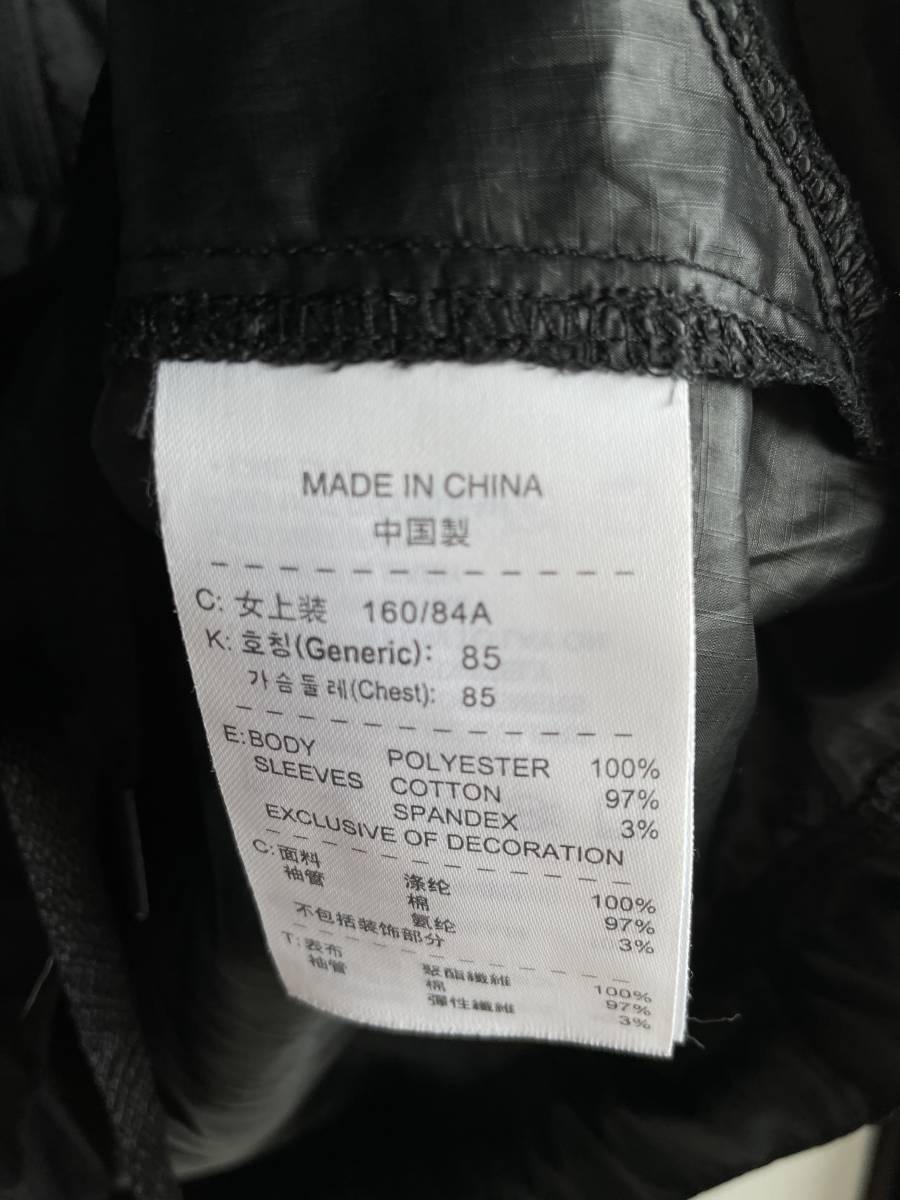 MADE IN CHINA
中国製
C: 女上装 160/84A
K: 호칭(Generic): 85
가슴둘레(Chest): 85
E: BODY POLYESTER 100%
SLEEVES COTTON 97%
SPANDEX 3%
EXCLUSIVE OF DECORATION
C: 面料 涤纶 100%
袖管 棉 97%
氨纶 3%
不包括装饰部分
T: 表布 聚酯纖維 100%
袖管 棉 97%
彈性纖維 3%